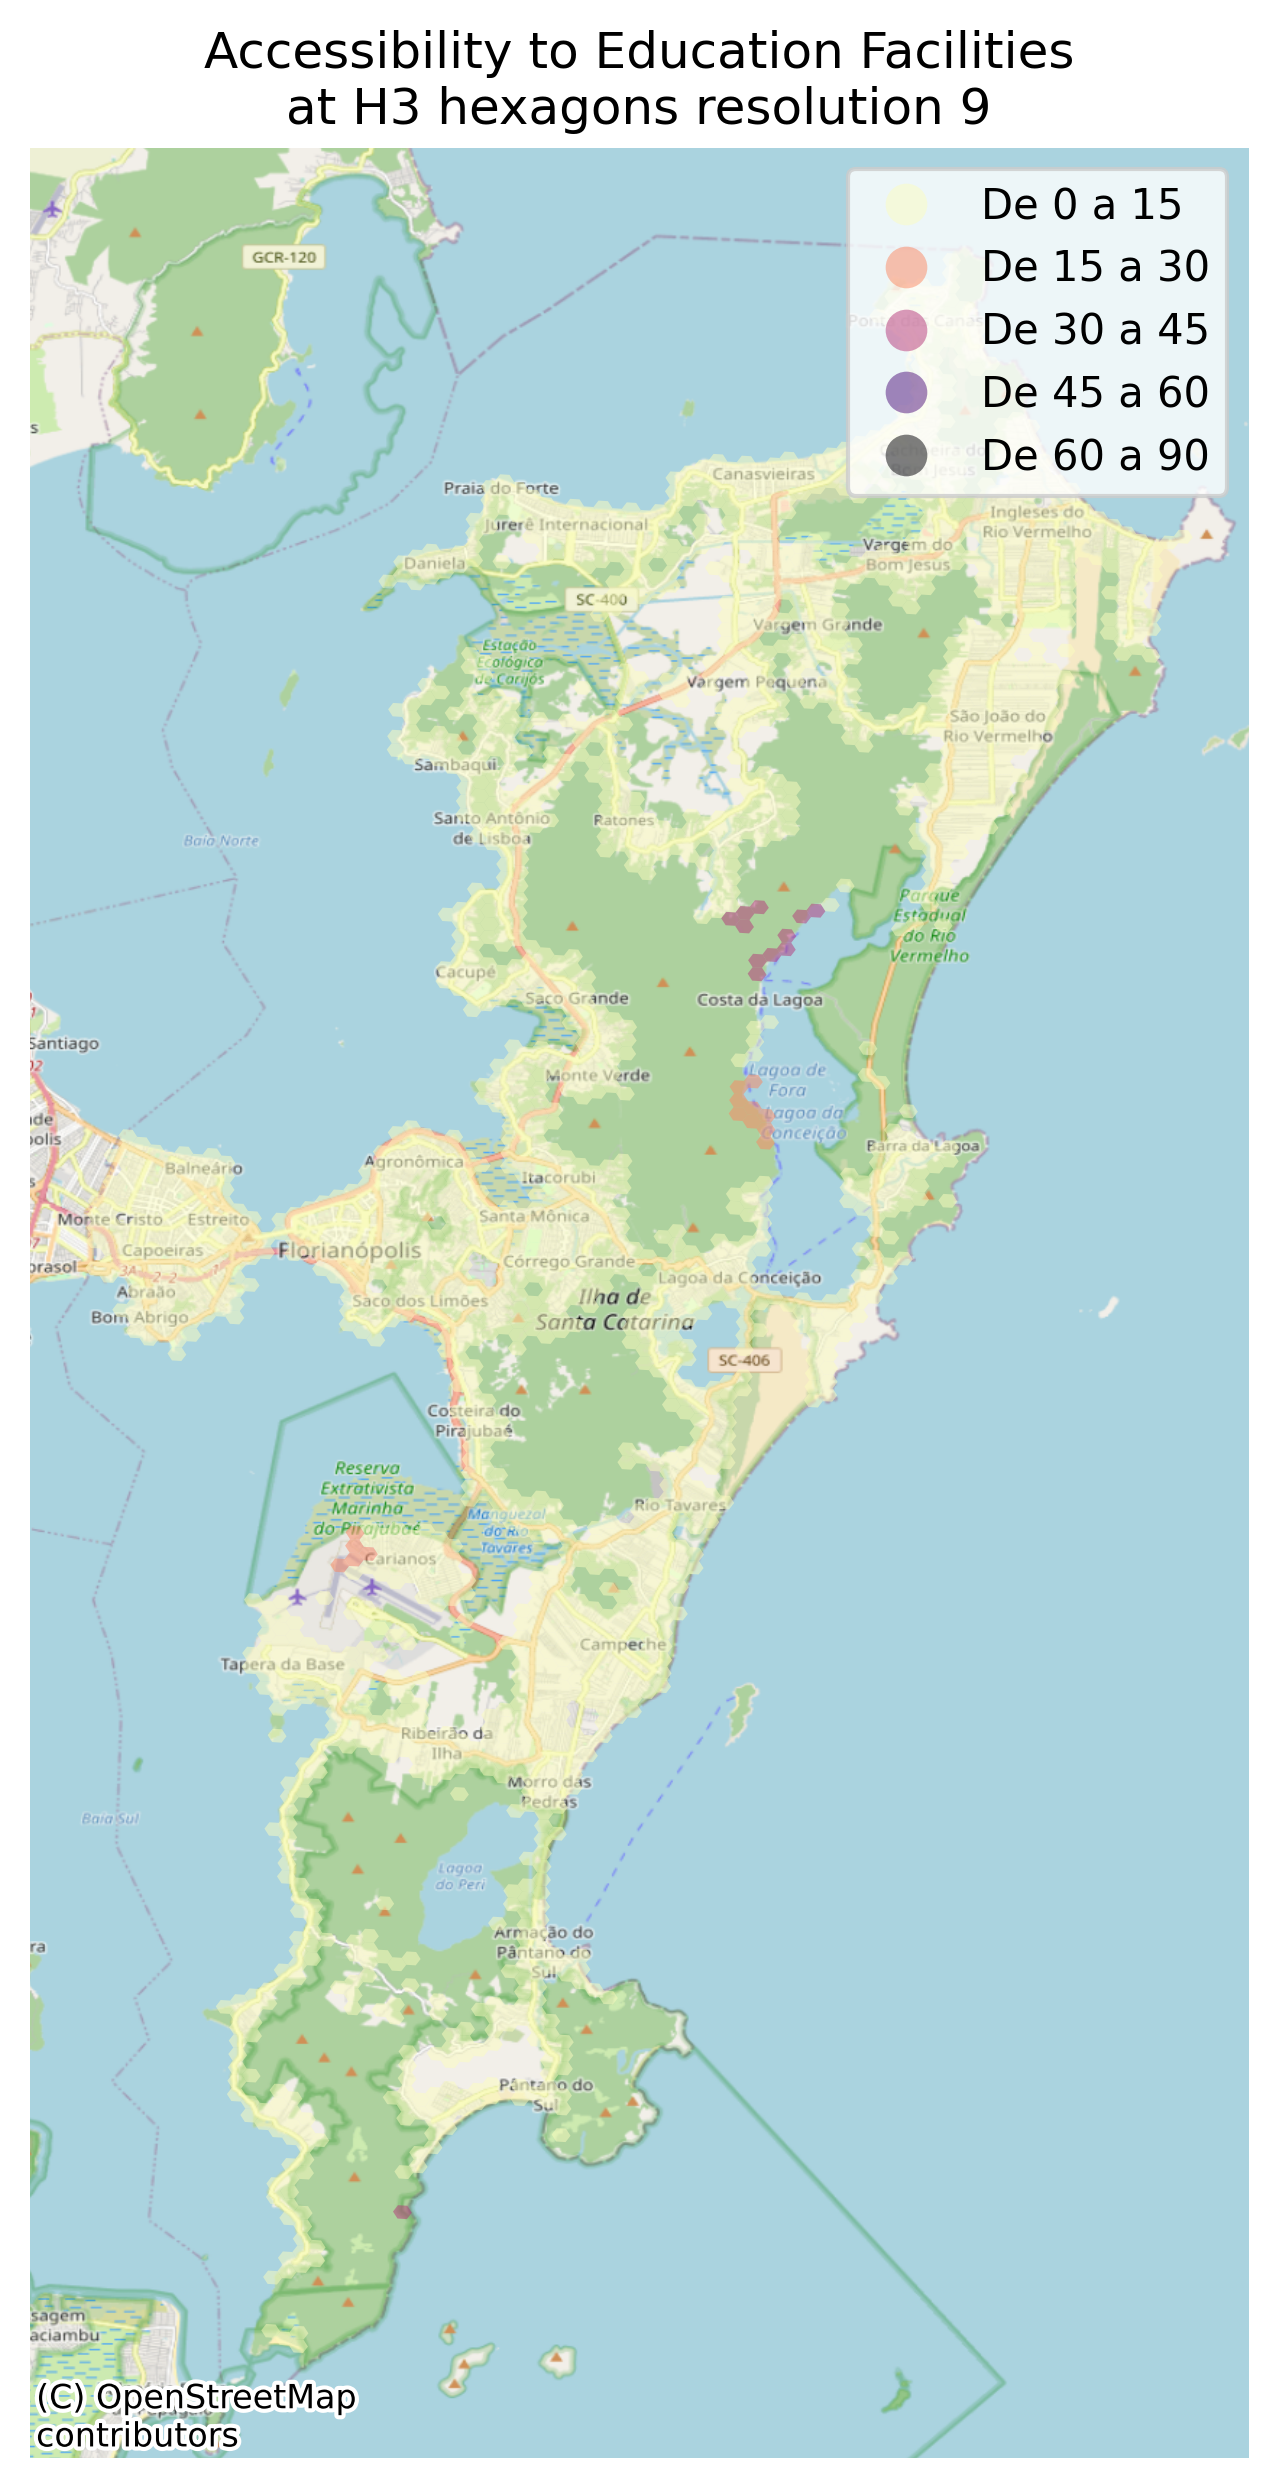 Accessibility to Education Facilities
at H3 hexagons resolution 9
De 0 a 15
De 15 a 30
De 30 a 45
De 45 a 60
De 60 a 90
GCR-120
Praia do Forte
Canasvieiras
Jurerê Internacional
Ingleses do
Rio Vermelho
Vargem do
Bom Jesus
Daniela
SC-400
Vargem Grande
Estação
Ecológica
de Carijós
Vargem Pequena
São João do
Rio Vermelho
Sambaqui
Santo Antônio
de Lisboa
Ratones
Baía Norte
Parque
Estadual
do Rio
Vermelho
Cacupé
Saco Grande
Costa da Lagoa
Santiago
Monte Verde
Lagoa de
Fora
Lagoa da
Conceição
Barra da Lagoa
Balneário
Agronômica
Itacorubi
Monte Cristo
Estreito
Santa Mônica
Capoeiras
Florianópolis
Córrego Grande
Lagoa da Conceição
Abraão
Bom Abrigo
Saco dos Limões
Ilha de
Santa Catarina
SC-406
Costeira do
Pirajubaé
Reserva
Extrativista
Marinha
do Pirajubaé
Manguezal
do Rio
Tavares
Rio Tavares
Carianos
Campeche
Tapera da Base
Ribeirão da
Ilha
Morro das
Pedras
Baía Sul
Lagoa
do Peri
Armação do
Pântano do
Sul
Pântano do
Sul
sagem
aciambu
(C) OpenStreetMap
contributors